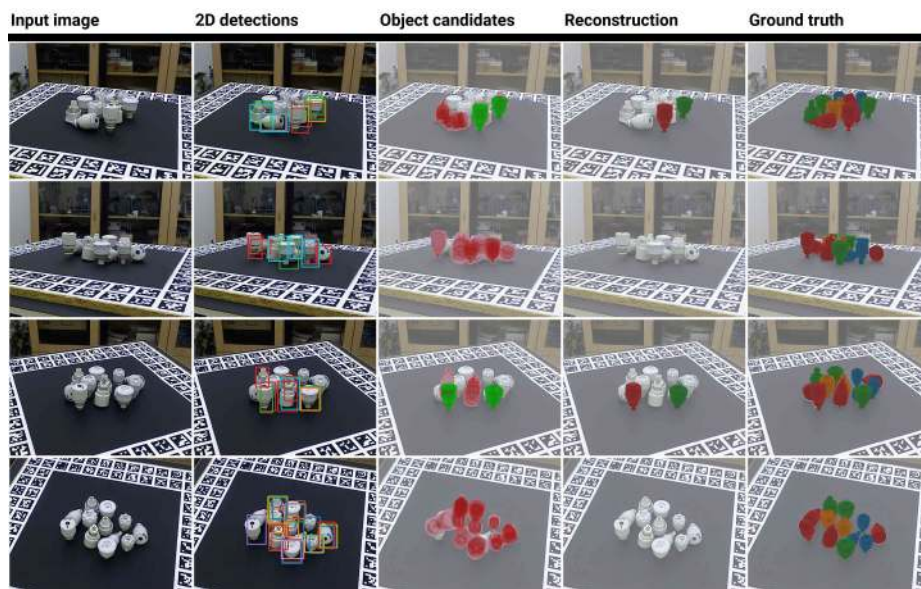 Input image
2D detections
Object candidates
Reconstruction
Ground truth